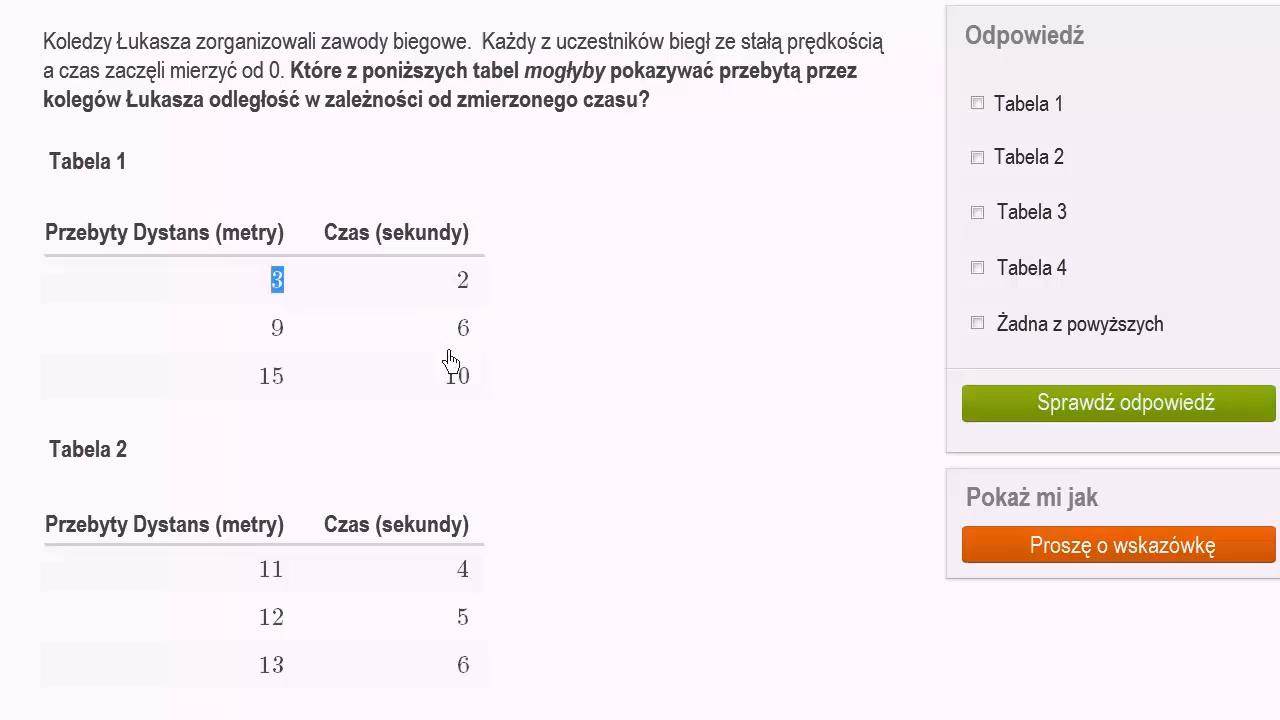 Koledzy Łukasza zorganizowali zawody biegowe. Każdy z uczestników biegł ze stałą prędkością
a czas zaczęli mierzyć od 0. Które z poniższych tabel mogłyby pokazywać przebytą przez
kolegów Łukasza odległość w zależności od zmierzonego czasu?
Tabela 1
Przebyty Dystans (metry) Czas (sekundy)
3 2
9 6
15 10
Tabela 2
Przebyty Dystans (metry) Czas (sekundy)
11 4
12 5
13 6
Odpowiedź
Tabela 1
Tabela 2
Tabela 3
Tabela 4
Żadna z powyższych
Sprawdź odpowiedź
Pokaż mi jak
Proszę o wskazówkę